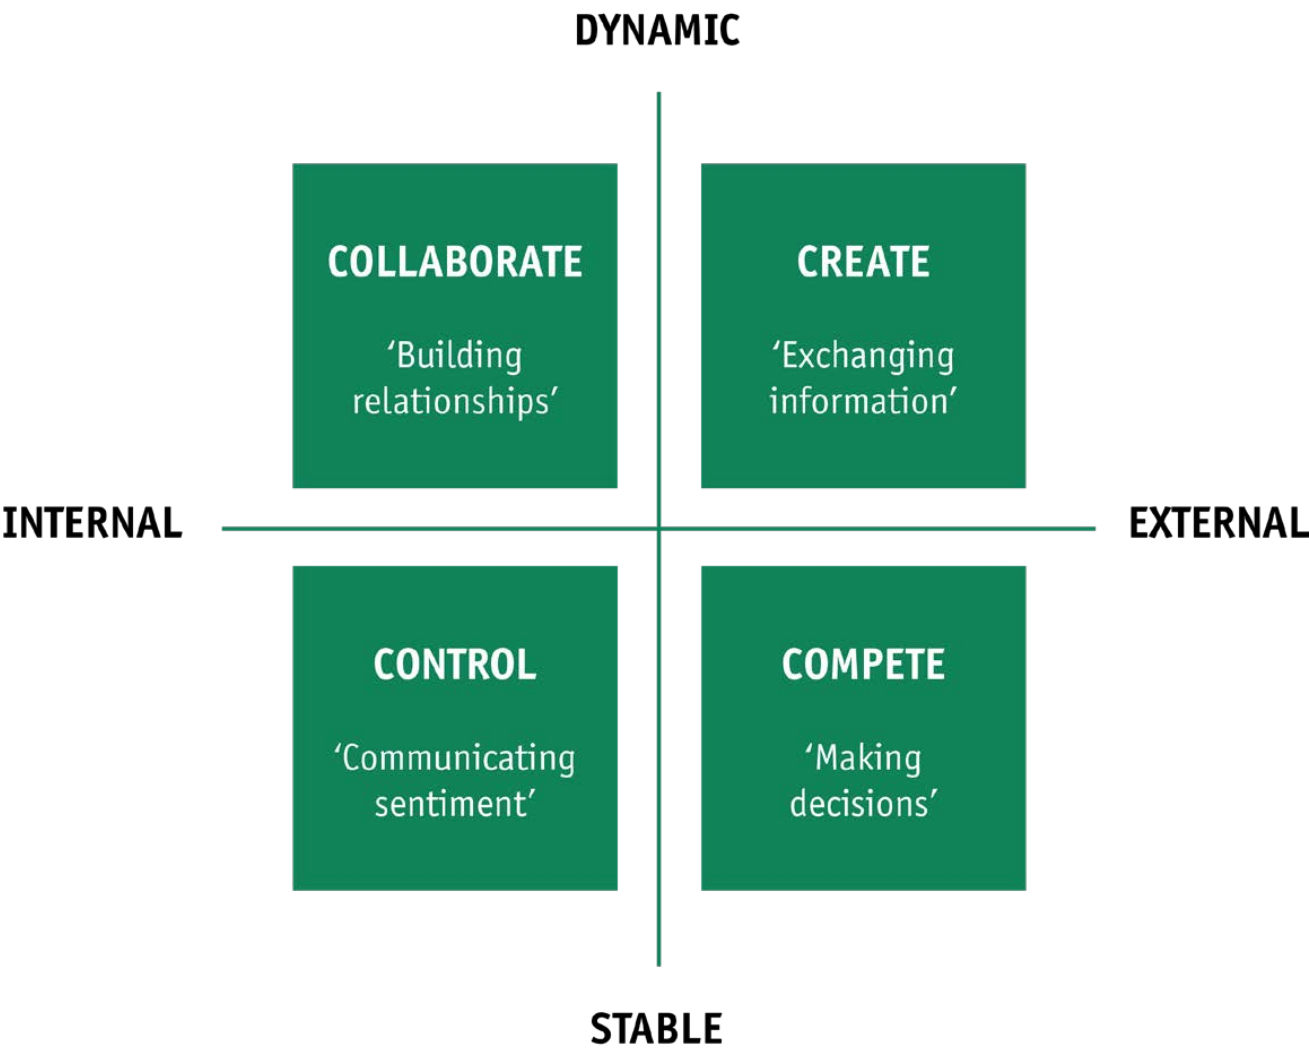 DYNAMIC
COLLABORATE
‘Building
relationships’
CREATE
‘Exchanging
information’
INTERNAL
EXTERNAL
CONTROL
‘Communicating
sentiment’
COMPETE
‘Making
decisions’
STABLE